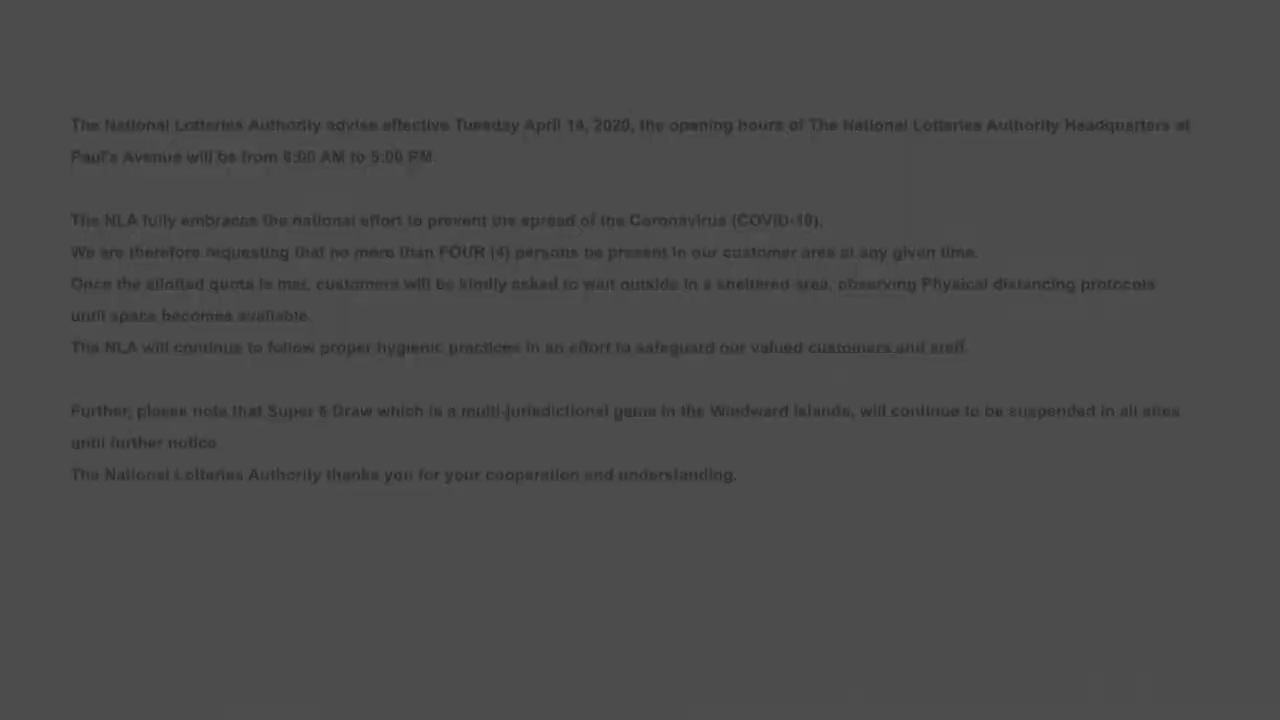 The National Lotteries Authority advise effective Tuesday April 14, 2020, the opening hours of The National Lotteries Authority Headquarters at
Paul's Avenue will be from 8:00 AM to 5:00 PM.
The NLA fully embraces the national effort to prevent the spread of the Coronavirus (COVID-19).
We are therefore requesting that no more than FOUR (4) persons be present in our customer area at any given time.
Once the allotted quota is met, customers will be kindly asked to wait outside in a sheltered area, observing Physical distancing protocols
until space becomes available.
The NLA will continue to follow proper hygienic practices in an effort to safeguard our valued customers and staff.
Further, please note that Super 6 Draw which is a multi-jurisdictional game in the Windward Islands, will continue to be suspended in all sites
until further notice.
The National Lotteries Authority thanks you for your cooperation and understanding.